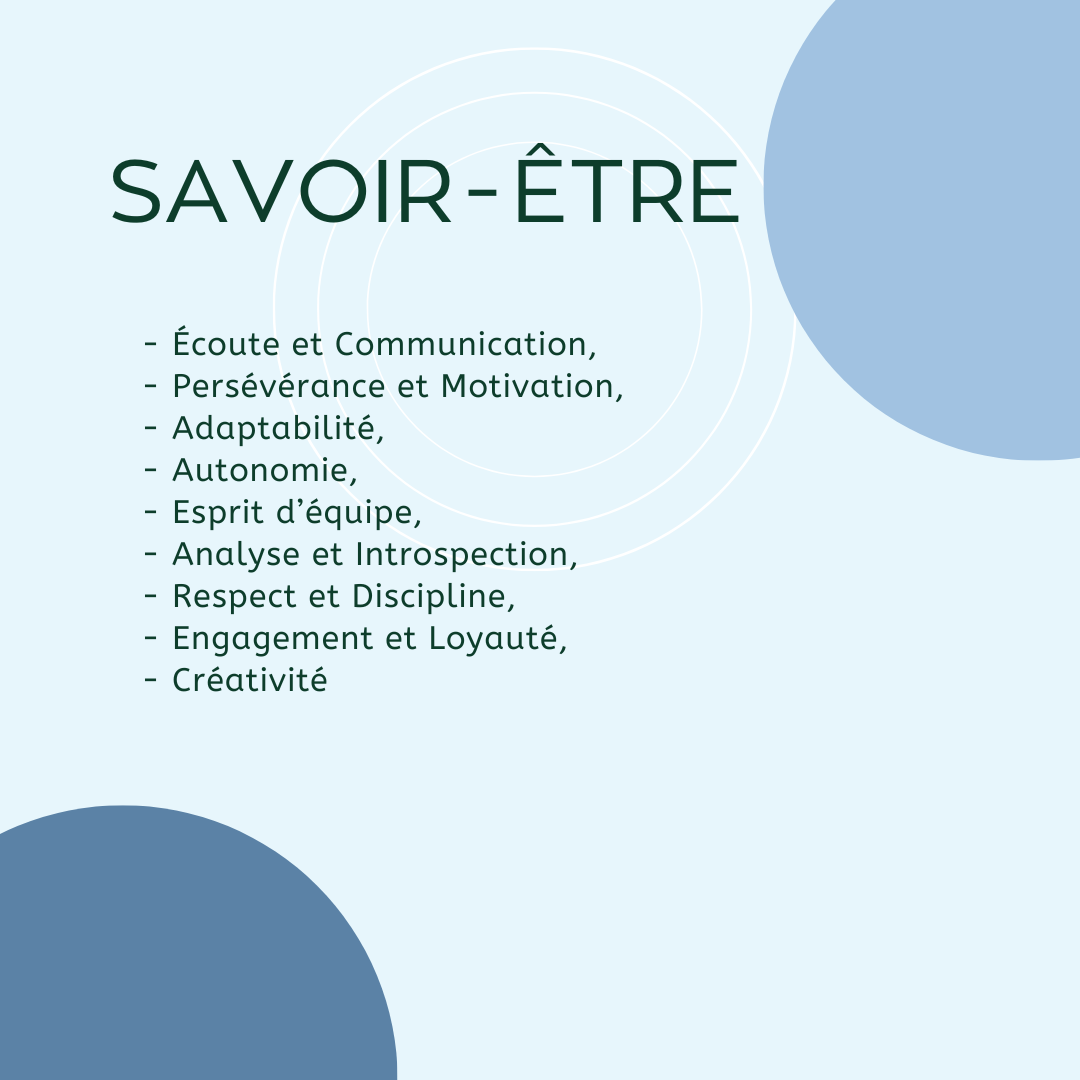 SAVOIR-ÊTRE
- Écoute et Communication,
- Persévérance et Motivation,
- Adaptabilité,
- Autonomie,
- Esprit d’équipe,
- Analyse et Introspection,
- Respect et Discipline,
- Engagement et Loyauté,
- Créativité